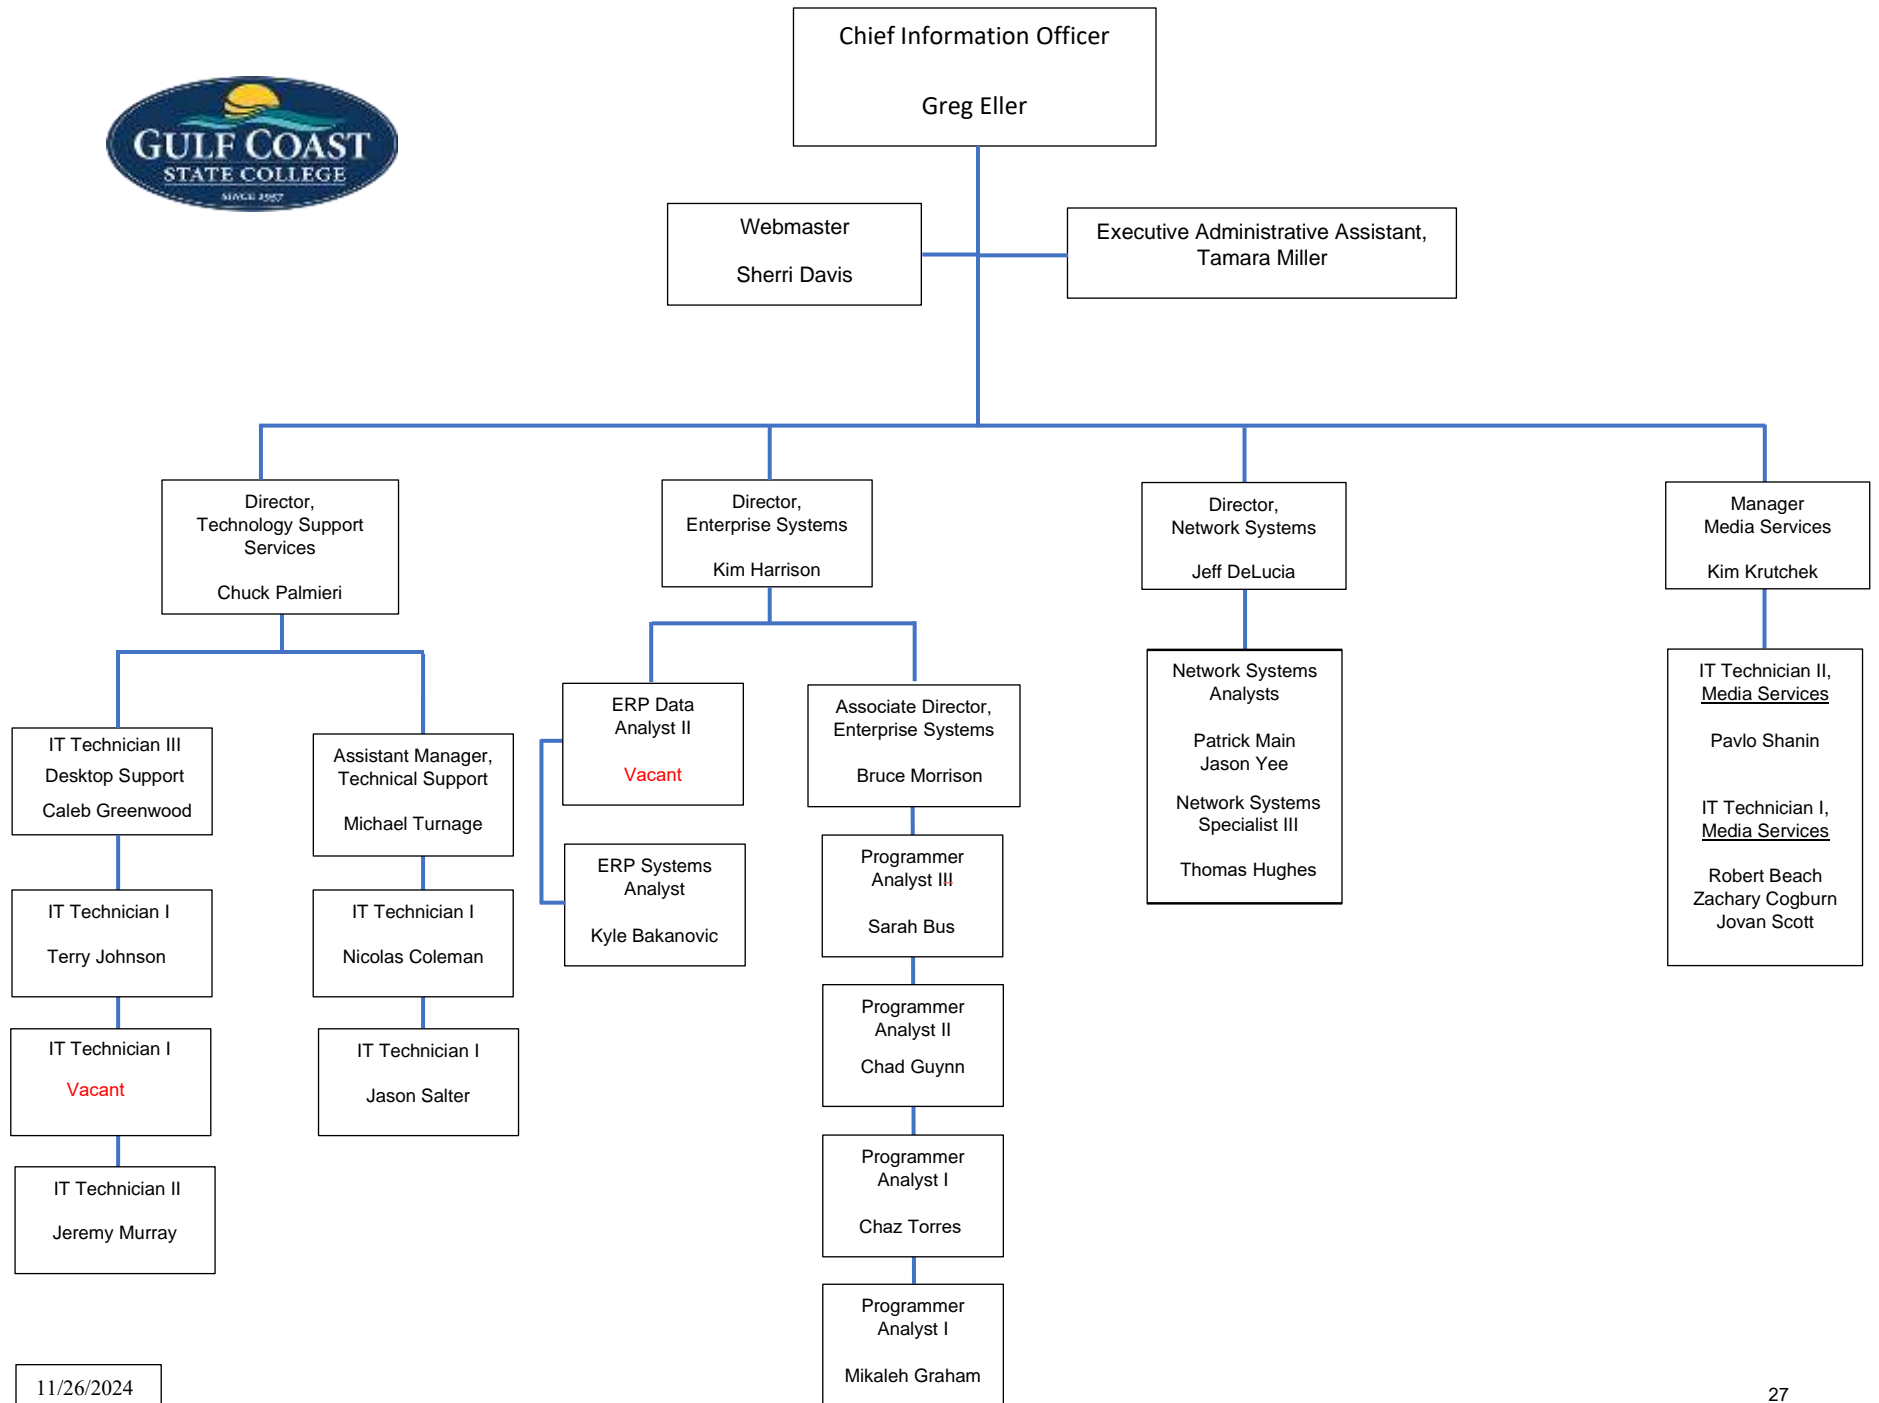 Chief Information Officer
Greg Eller
GULF COAST
STATE COLLEGE
SINCE 1957
Webmaster
Sherri Davis
Executive Administrative Assistant,
Tamara Miller
Director,
Technology Support
Services
Chuck Palmieri
Director,
Enterprise Systems
Kim Harrison
Director,
Network Systems
Jeff DeLucia
Manager
Media Services
Kim Krutchek
IT Technician III
Desktop Support
Caleb Greenwood
IT Technician I
Terry Johnson
IT Technician I
Vacant
IT Technician II
Jeremy Murray
Assistant Manager,
Technical Support
Michael Turnage
IT Technician I
Nicolas Coleman
IT Technician I
Jason Salter
ERP Data
Analyst II
Vacant
ERP Systems
Analyst
Kyle Bakanovic
Associate Director,
Enterprise Systems
Bruce Morrison
Programmer
Analyst III
Sarah Bus
Programmer
Analyst II
Chad Guynn
Programmer
Analyst I
Chaz Torres
Programmer
Analyst I
Mikaleh Graham
Network Systems
Analysts
Patrick Main
Jason Yee
Network Systems
Specialist III
Thomas Hughes
IT Technician II,
Media Services
Pavlo Shanin
IT Technician I,
Media Services
Robert Beach
Zachary Cogburn
Jovan Scott
11/26/2024
27